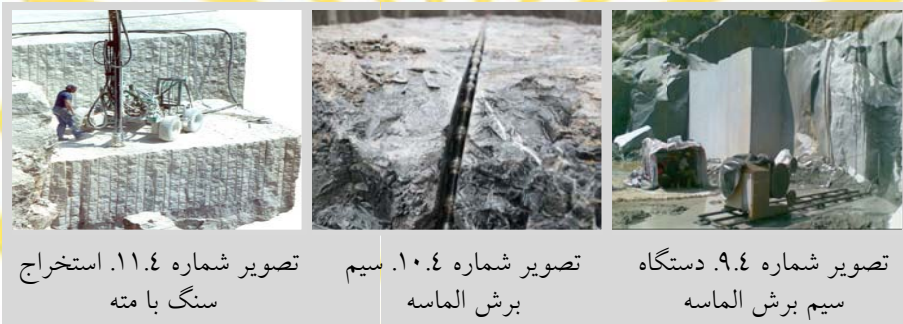 تصویر شماره ۹.٤. دستگاه
سیم برش الماسه
تصویر شماره ۱۰.٤. سیم
برش الماسه
تصویر شماره ۱۱.٤. استخراج
سنگ با مته